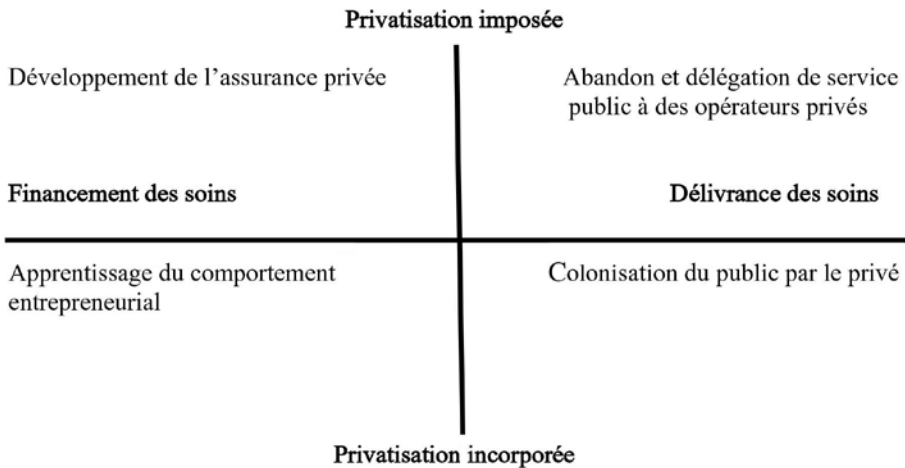 Privatisation imposée
Développement de l’assurance privée
Abandon et délégation de service
public à des opérateurs privés
Financement des soins
Délivrance des soins
Apprentissage du comportement
entrepreneurial
Colonisation du public par le privé
Privatisation incorporée